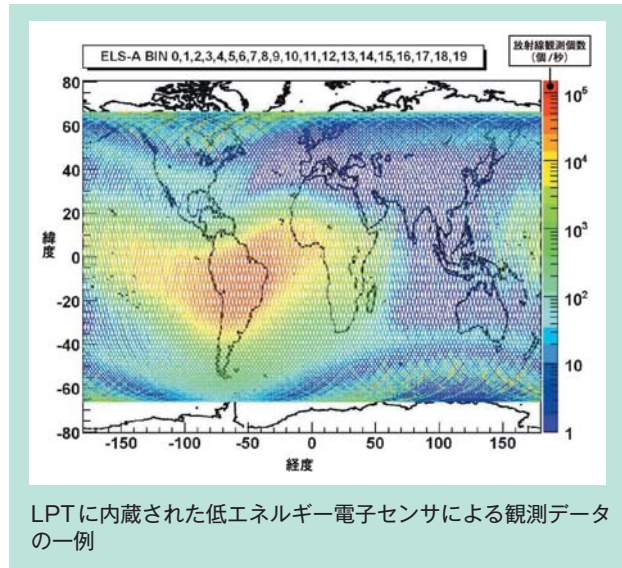 ELS-A BIN 0,1,2,3,4,5,6,7,8,9,10,11,12,13,14,15,16,17,18,19
放射線観測個数
(個/秒)
80
60
40
20
0
-20
-40
-60
-80
緯度
-150 -100 -50 0 50 100 150
経度
10⁵
10⁴
10³
10²
10
1
LPTに内蔵された低エネルギー電子センサによる観測データ
の一例